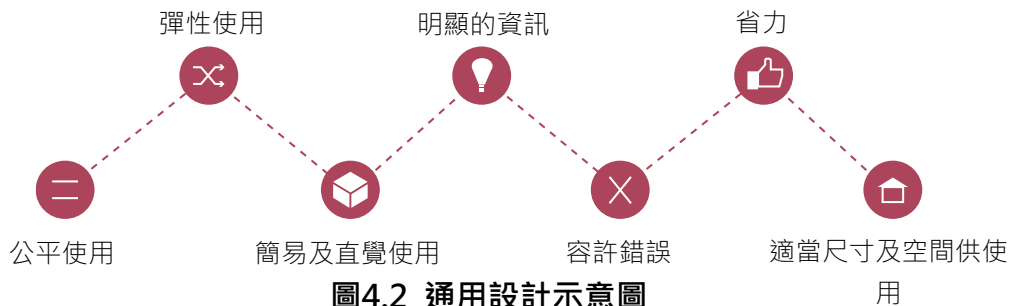 彈性使用
明顯的資訊
省力
公平使用
簡易及直覺使用
容許錯誤
適當尺寸及空間供使
用
圖4.2 通用設計示意圖